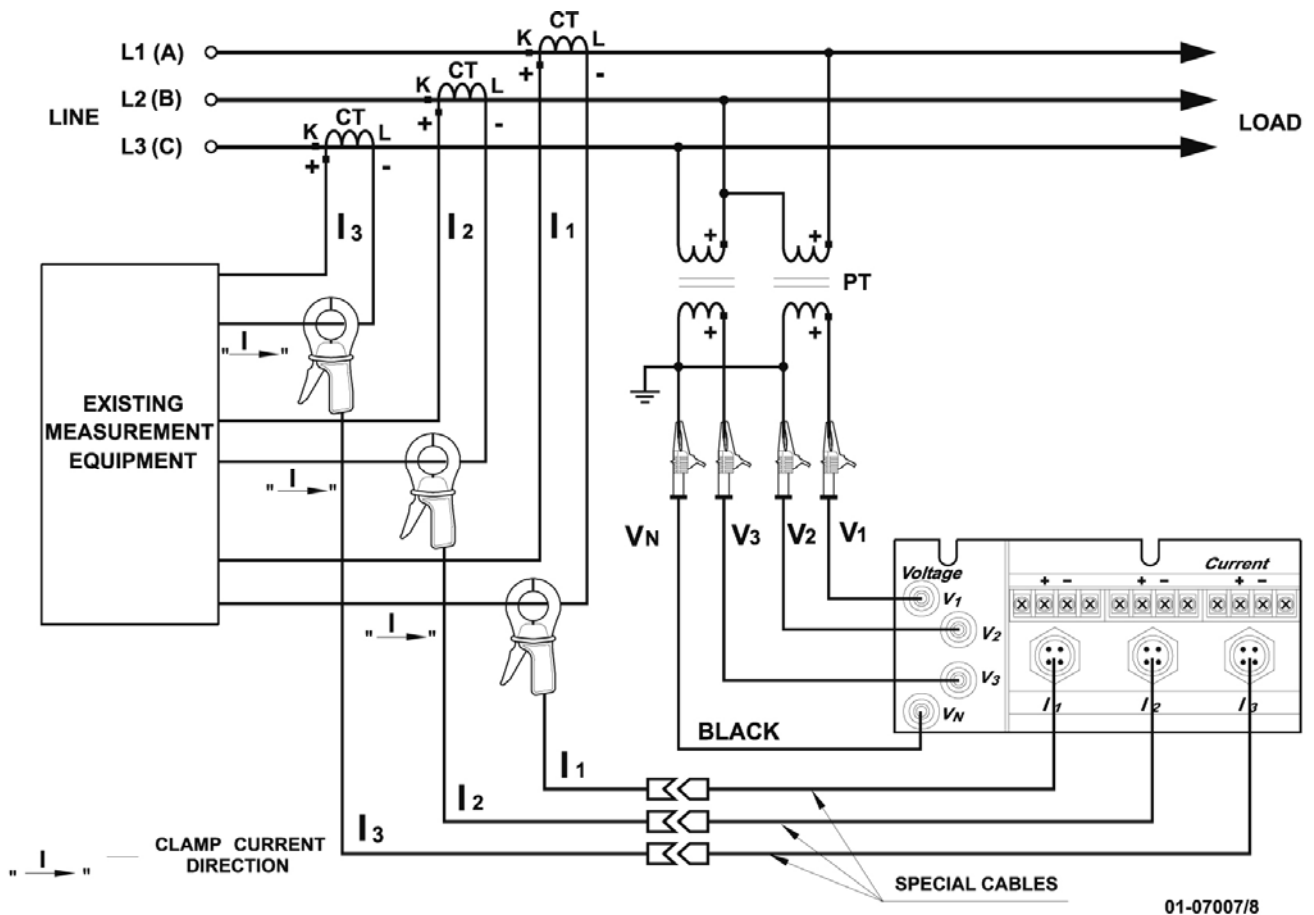 CT
L1 (A)
K
L
+
-
CT
L2 (B)
K
L
+
-
LINE
LOAD
CT
L3 (C)
K
L
+
-
I3
I2
I1
+
+
PT
+
+
" I "
EXISTING
MEASUREMENT
EQUIPMENT
" I "
" I "
VN
V3
V2
V1
Voltage
Current
+ -
+ -
+ -
V1
V2
V3
VN
I1
I2
I3
BLACK
I1
I2
I3
" I "
CLAMP CURRENT
DIRECTION
SPECIAL CABLES
01-07007/8